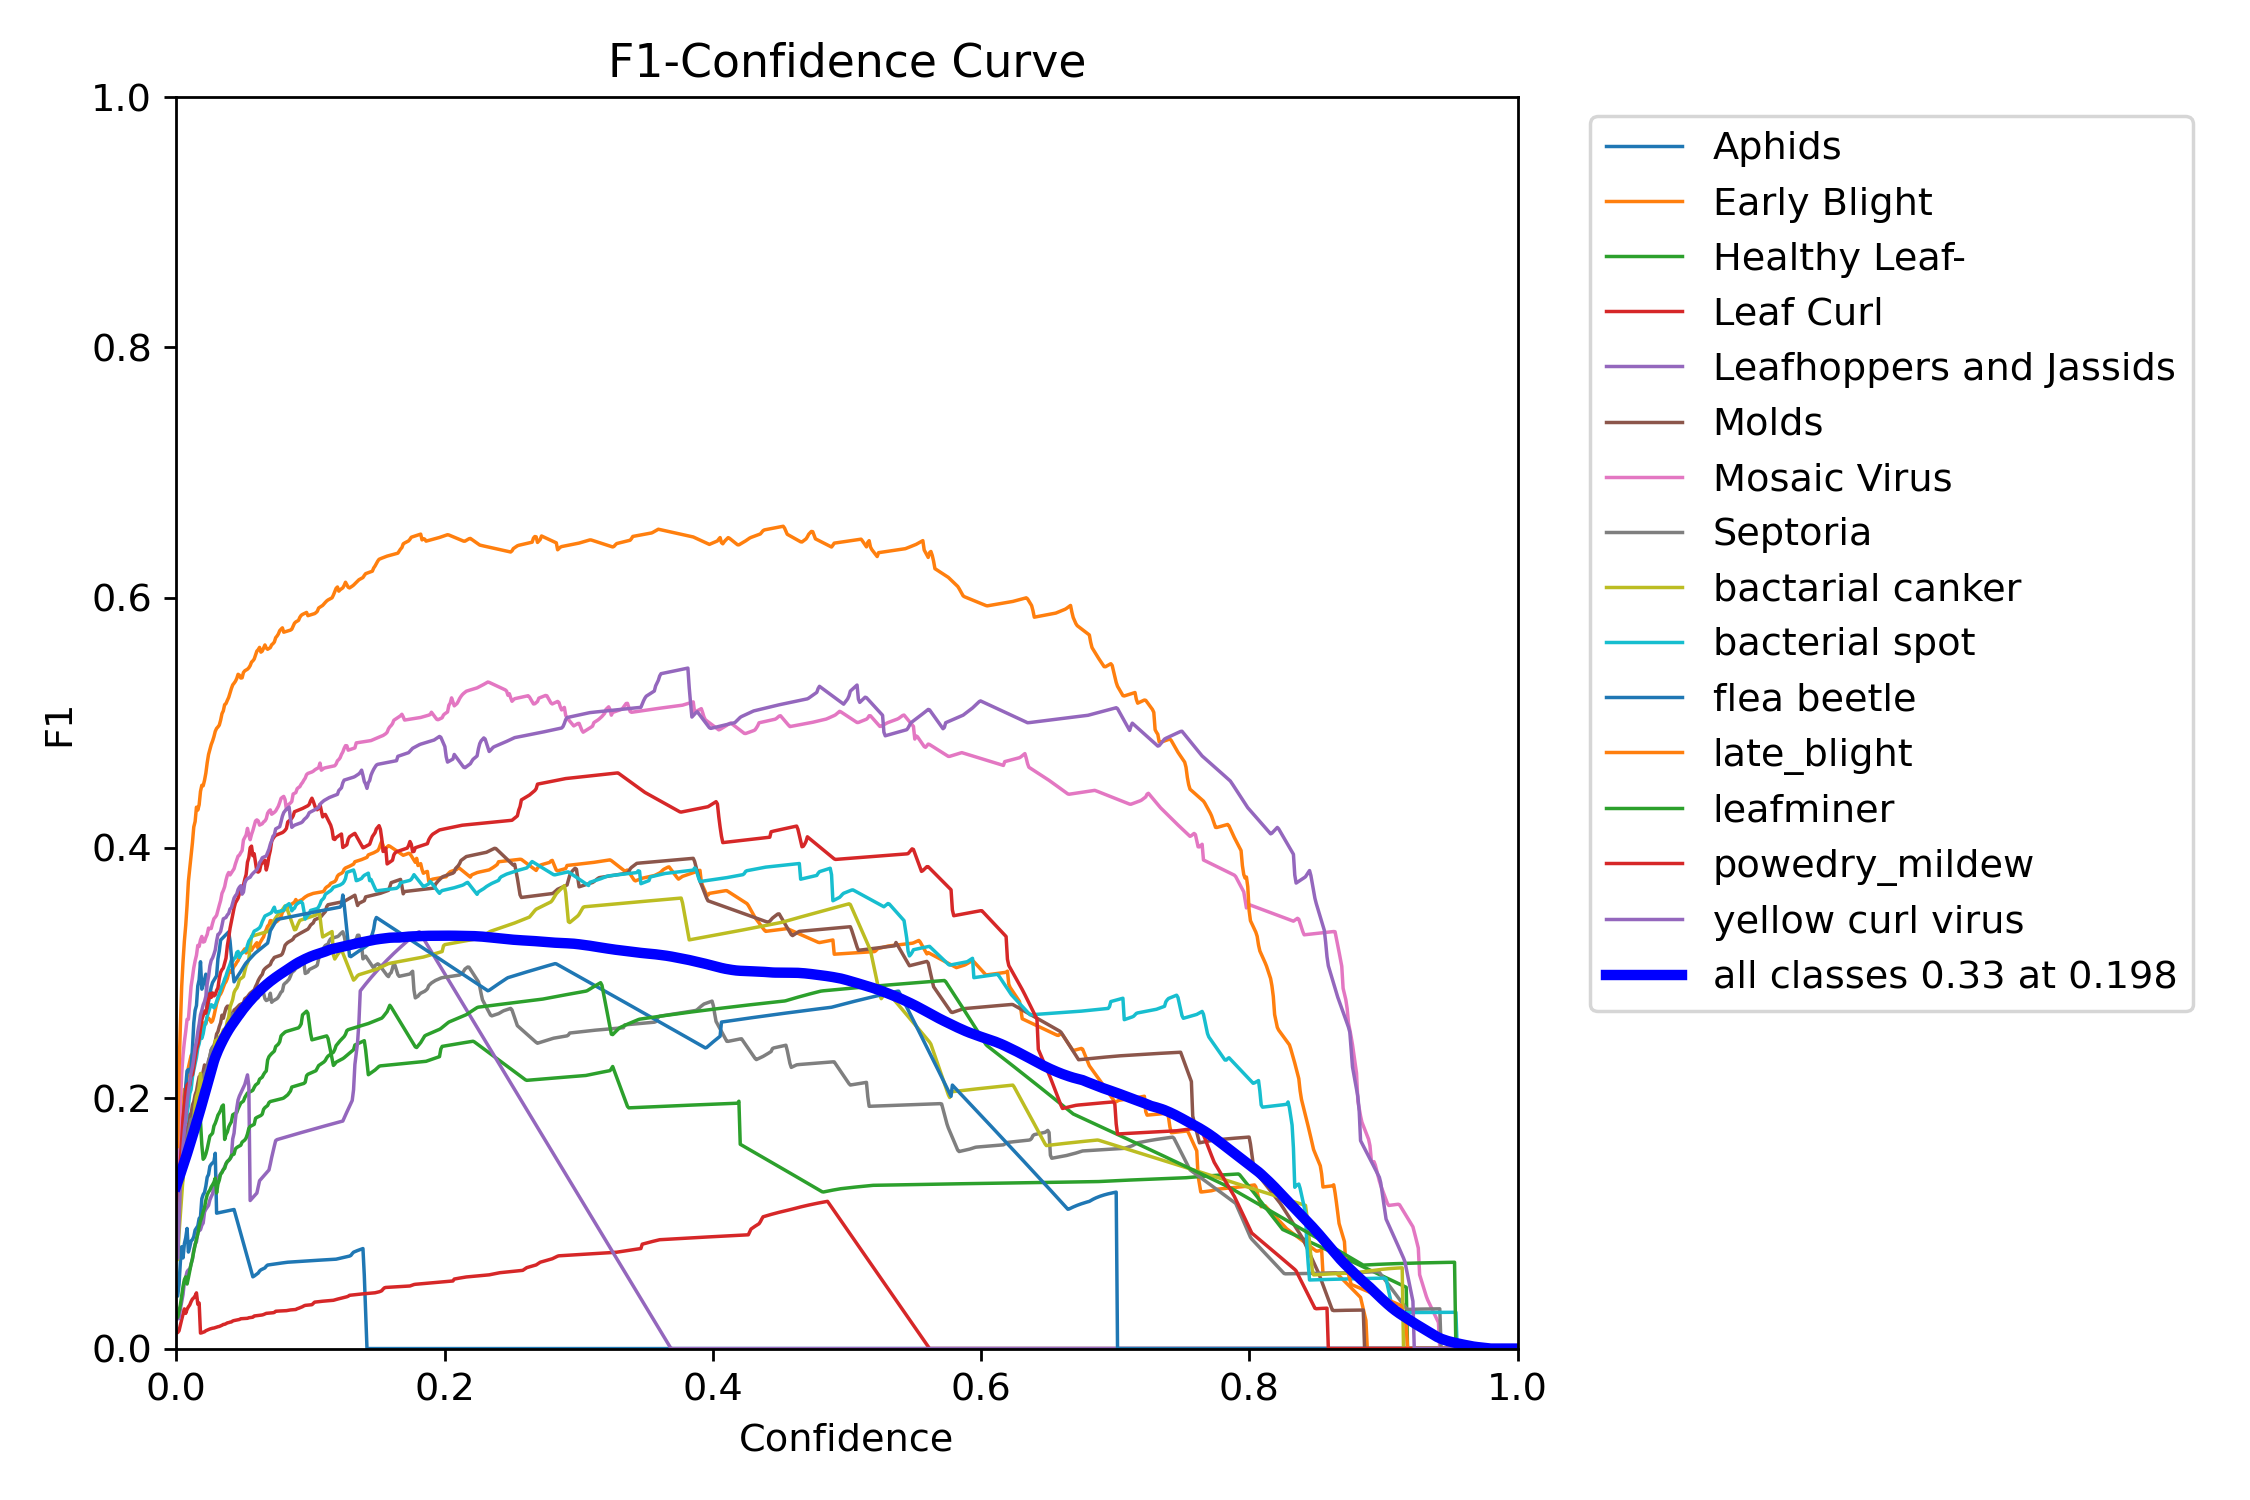 F1-Confidence Curve
1.0
0.8
0.6
0.4
0.2
0.0
F1
0.0 0.2 0.4 0.6 0.8 1.0
Confidence
Aphids
Early Blight
Healthy Leaf-
Leaf Curl
Leafhoppers and Jassids
Molds
Mosaic Virus
Septoria
bactarial canker
bacterial spot
flea beetle
late_blight
leafminer
powedry_mildew
yellow curl virus
all classes 0.33 at 0.198